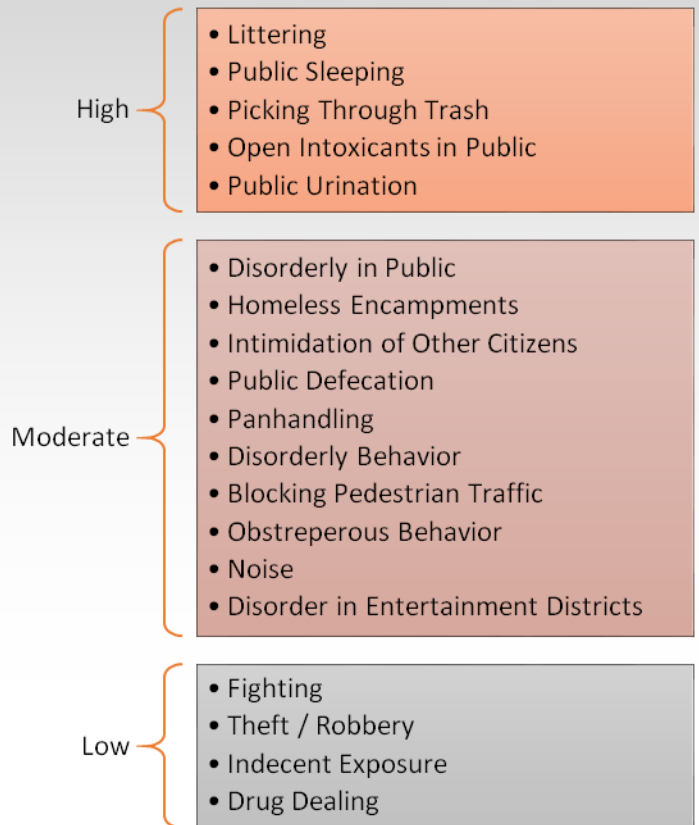 High
• Littering
• Public Sleeping
• Picking Through Trash
• Open Intoxicants in Public
• Public Urination
Moderate
• Disorderly in Public
• Homeless Encampments
• Intimidation of Other Citizens
• Public Defecation
• Panhandling
• Disorderly Behavior
• Blocking Pedestrian Traffic
• Obstreperous Behavior
• Noise
• Disorder in Entertainment Districts
Low
• Fighting
• Theft / Robbery
• Indecent Exposure
• Drug Dealing